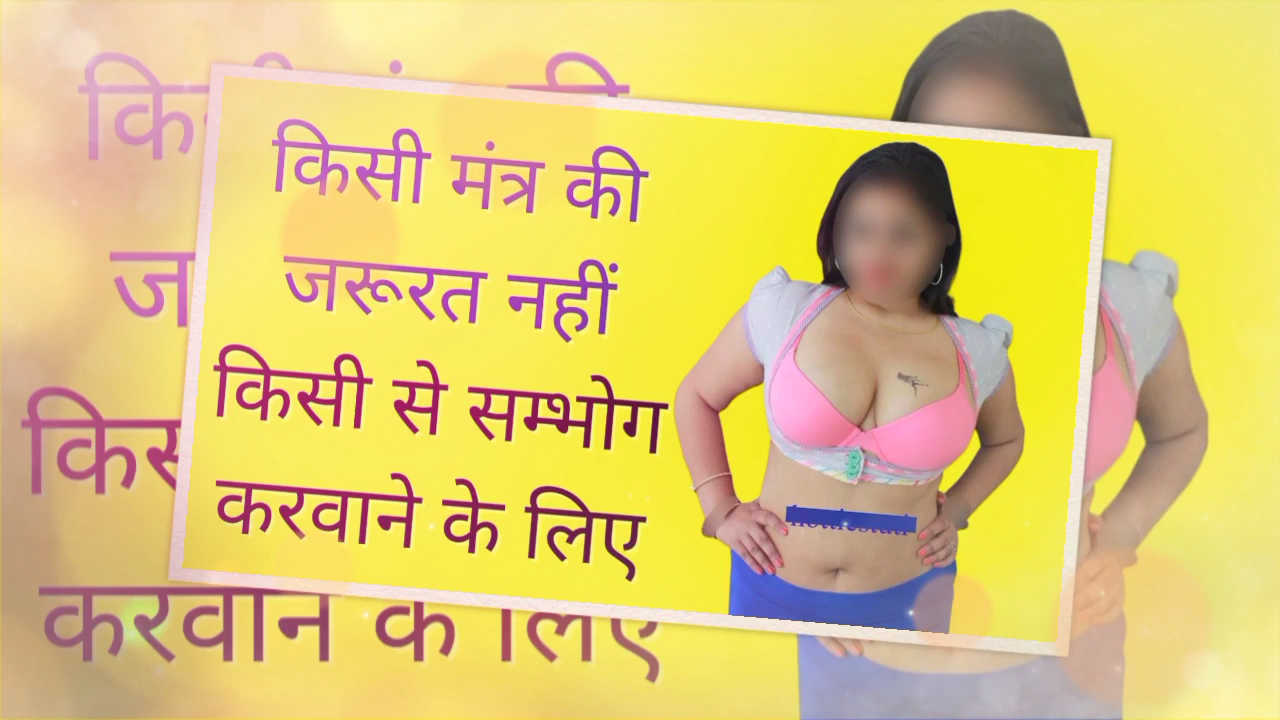 किसी मंत्र की
जरूरत नहीं
किसी से सम्भोग
करवाने के लिए